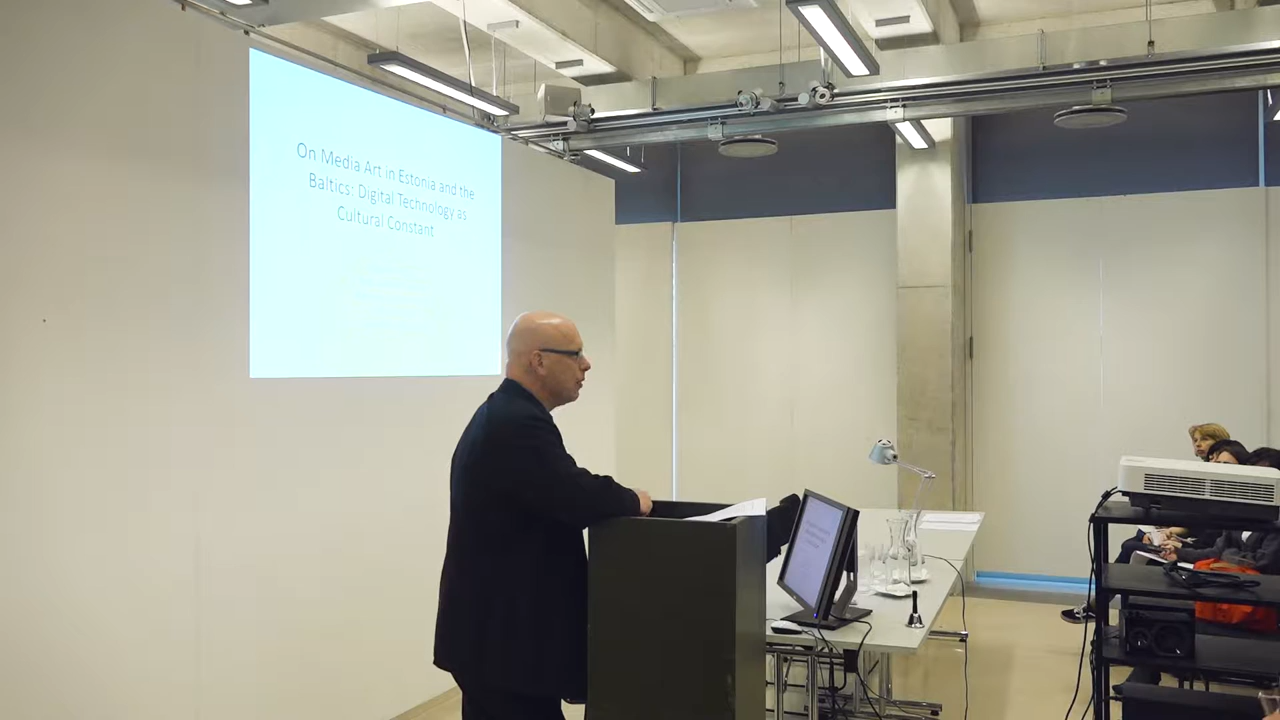 On Media Art in Estonia and the
Baltics: Digital Technology as
Cultural Constant